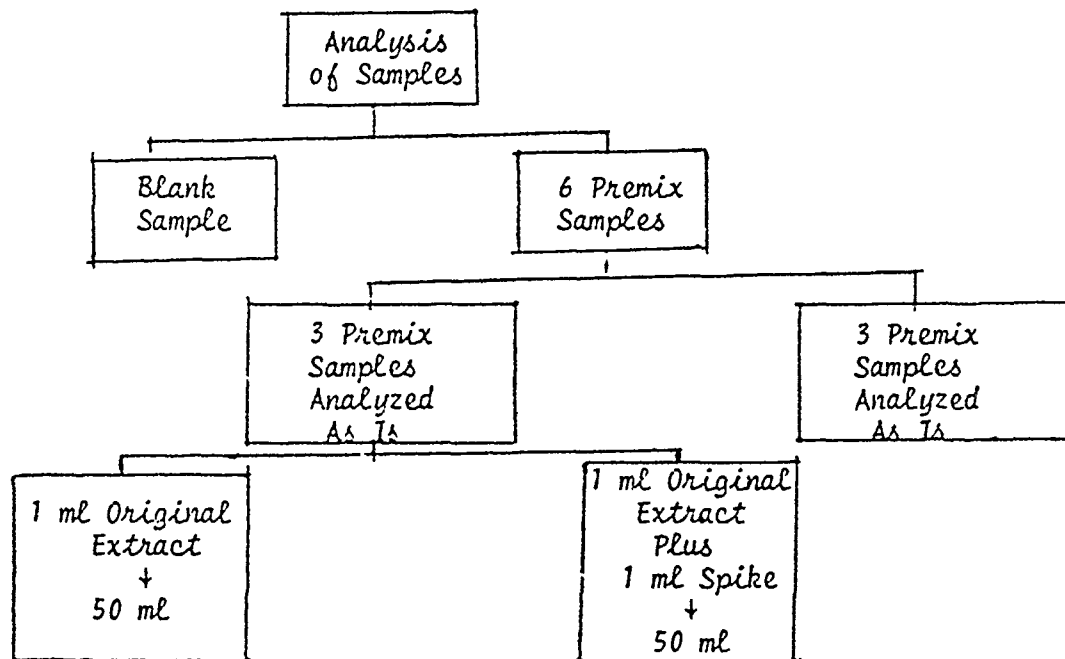 Analysis
of Samples
Blank
Sample
6 Premix
Samples
3 Premix
Samples
Analyzed
As Is
3 Premix
Samples
Analyzed
As Is
1 ml Original
Extract
↓
50 ml
1 ml Original
Extract
Plus
1 ml Spike
↓
50 ml